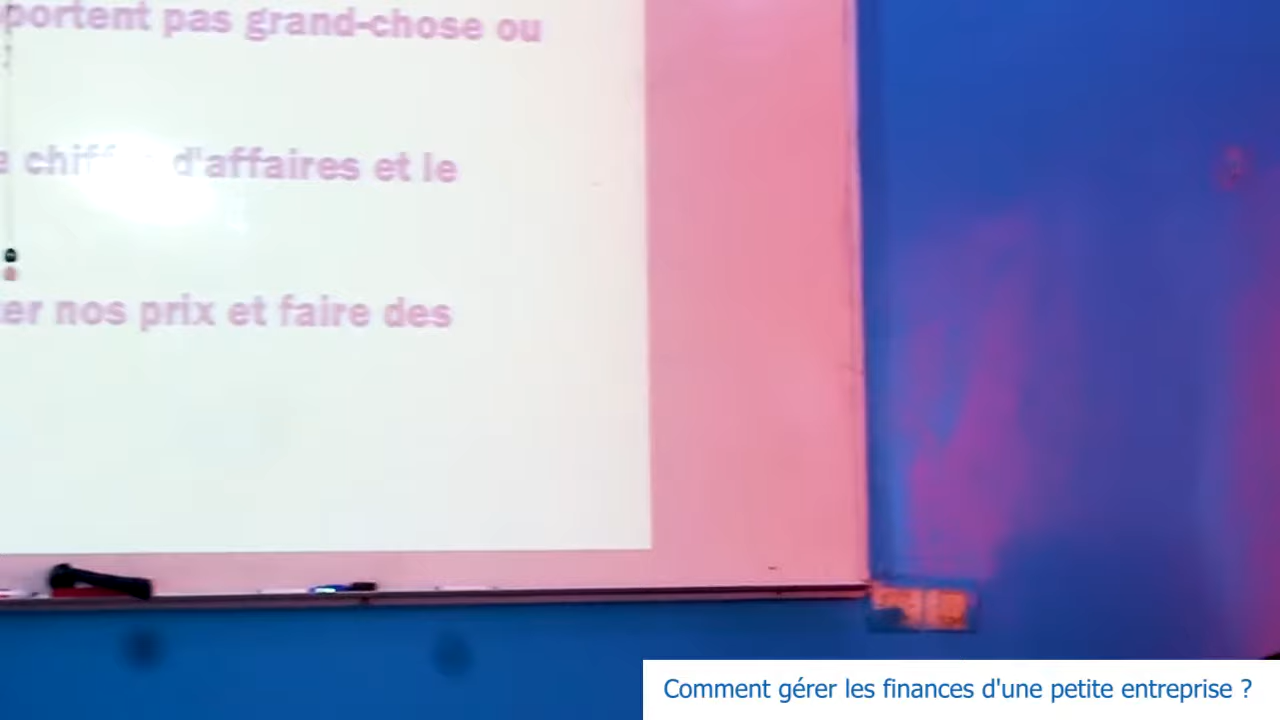 portent pas grand-chose ou
d'affaires et le
nos prix et faire des
Comment gérer les finances d'une petite entreprise ?